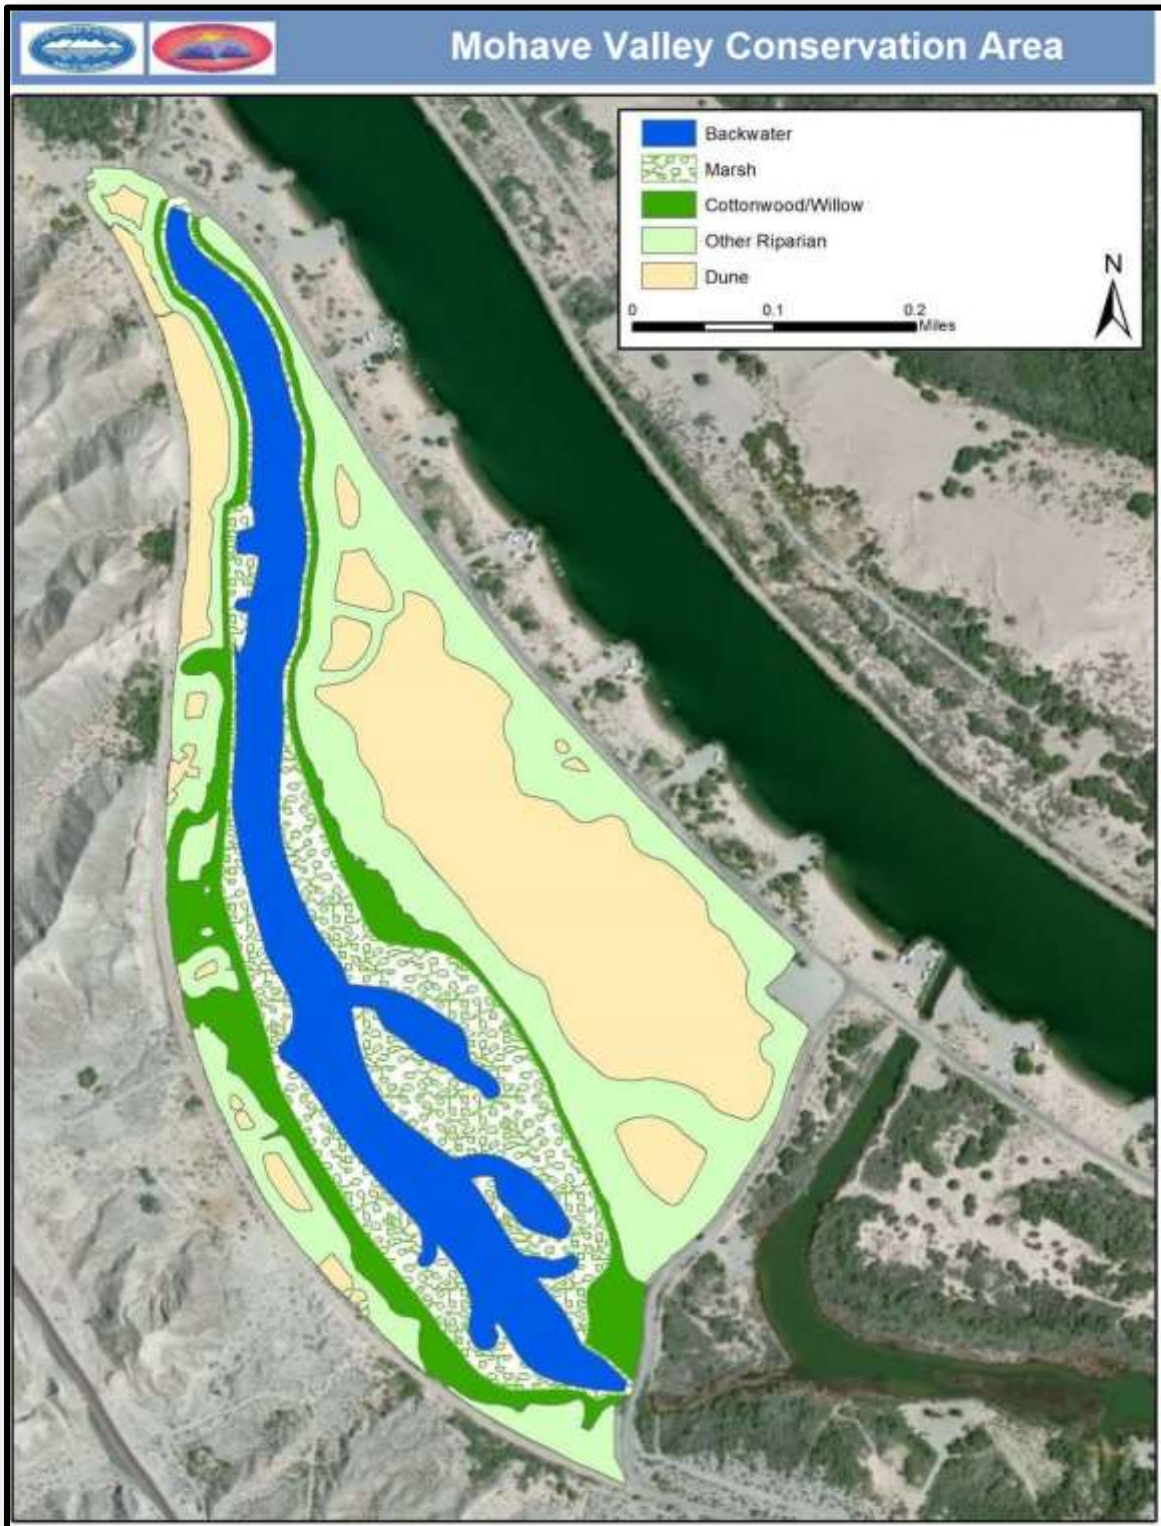 Mohave Valley Conservation Area
Backwater
Marsh
Cottonwood/Willow
Other Riparian
Dune
N
0 0.1 0.2
Miles